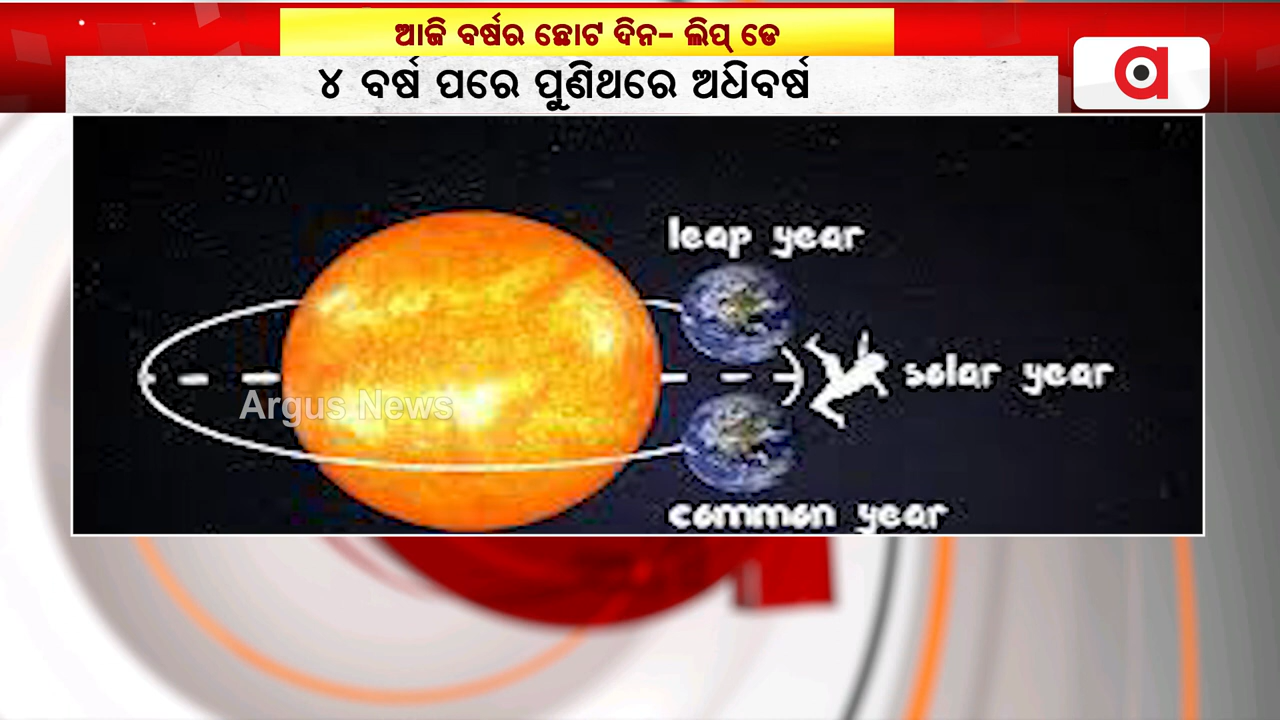 ଆଜି ବର୍ଷର ଛୋଟ ଦିନ- ଲିପ୍ ଡେ
୪ ବର୍ଷ ପରେ ପୁଣିଥରେ ଅଧିବର୍ଷ
a
leap year
solar year
Argus News
common year